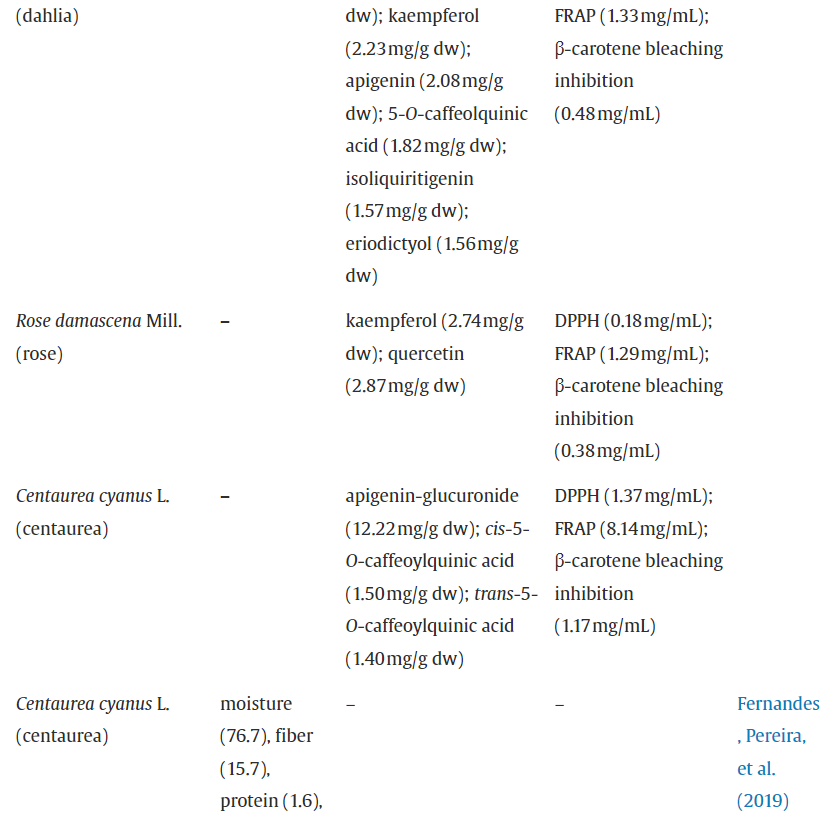 (dahlia)
dw); kaempferol
(2.23 mg/g dw);
apigenin (2.08 mg/g
dw); 5-O-caffeolquinic
acid (1.82 mg/g dw);
isoliquiritigenin
(1.57 mg/g dw);
eriodictyol (1.56 mg/g
dw)
FRAP (1.33 mg/mL);
β-carotene bleaching
inhibition
(0.48 mg/mL)
Rose damascena Mill.
(rose)
–
kaempferol (2.74 mg/g
dw); quercetin
(2.87 mg/g dw)
DPPH (0.18 mg/mL);
FRAP (1.29 mg/mL);
β-carotene bleaching
inhibition
(0.38 mg/mL)
Centaurea cyanus L.
(centaurea)
–
apigenin-glucuronide
(12.22 mg/g dw); cis-5-
O-caffeoylquinic acid
(1.50 mg/g dw); trans-5-
O-caffeoylquinic acid
(1.40 mg/g dw)
DPPH (1.37 mg/mL);
FRAP (8.14 mg/mL);
β-carotene bleaching
inhibition
(1.17 mg/mL)
Centaurea cyanus L.
(centaurea)
moisture
(76.7), fiber
(15.7),
protein (1.6),
–
–
Fernandes
, Pereira,
et al.
(2019)